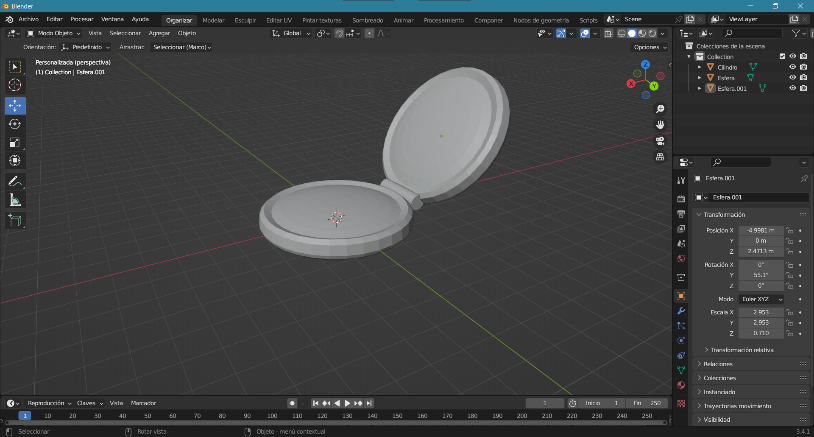 Blender
Archivo Editar Procesar Ventana Ayuda Organizar Modelar Esculpir Editar UV Pintar texturas Sombreado Animar Procesamiento Componer Nodos de geometría Scripts Scene ViewLayer
Modo Objeto Vista Seleccionar Agregar Objeto Global
Orientación: Predefinido Arrastrar: Seleccionar (Marco) Opciones
Personalizada (perspectiva)
(1) Collection | Esfera.001
Z
X
Y
Colecciones de la escena
Collection
Cilindro
Esfera
Esfera.001
Esfera.001
Esfera.001
Transformación
Posición X -4.9981 m
Y 0 m
Z 2.4713 m
Rotación X 0°
Y 55.1°
Z 0°
Modo Euler XYZ
Escala X 2.953
Y 2.953
Z 0.710
Transformación relativa
Relaciones
Colecciones
Instanciado
Trayectorias movimiento
Visibilidad
Reproducción Claves Vista Marcador 1 Inicio 1 Fin 250
1 10 20 30 40 50 60 70 80 90 100 110 120 130 140 150 160 170 180 190 200 210 220 230 240 250
Seleccionar Rotar vista Objeto - menú contextual 3.4.1